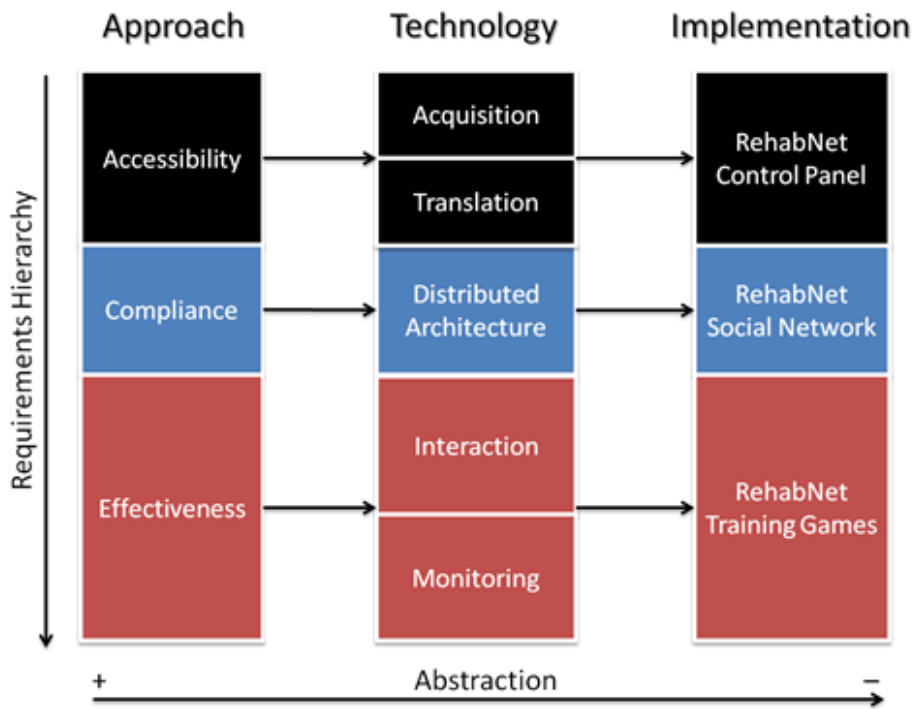 Approach
Technology
Implementation
Requirements Hierarchy
Accessibility
Acquisition
Translation
RehabNet
Control Panel
Compliance
Distributed
Architecture
RehabNet
Social Network
Effectiveness
Interaction
Monitoring
RehabNet
Training Games
+
Abstraction
–